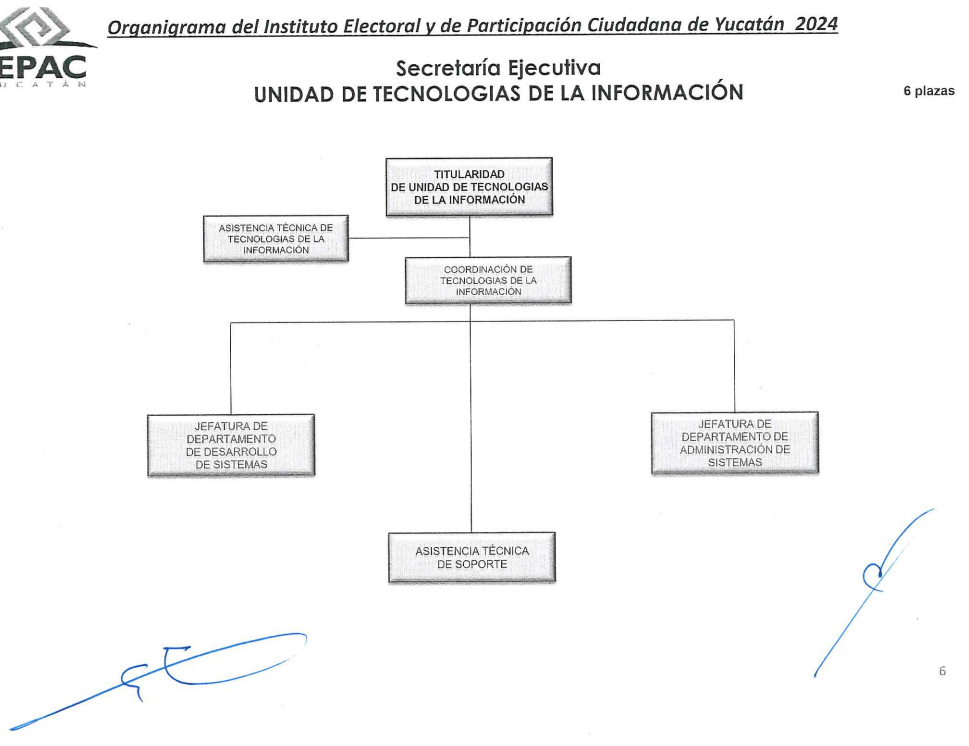 Organigrama del Instituto Electoral y de Participación Ciudadana de Yucatán 2024
EPAC
UCATÁN
Secretaría Ejecutiva
UNIDAD DE TECNOLOGIAS DE LA INFORMACIÓN
6 plazas
TITULARIDAD
DE UNIDAD DE TECNOLOGIAS
DE LA INFORMACIÓN
ASISTENCIA TÉCNICA DE
TECNOLOGIAS DE LA
INFORMACIÓN
COORDINACIÓN DE
TECNOLOGIAS DE LA
INFORMACIÓN
JEFATURA DE
DEPARTAMENTO
DE DESARROLLO
DE SISTEMAS
JEFATURA DE
DEPARTAMENTO DE
ADMINISTRACIÓN DE
SISTEMAS
ASISTENCIA TÉCNICA
DE SOPORTE
6